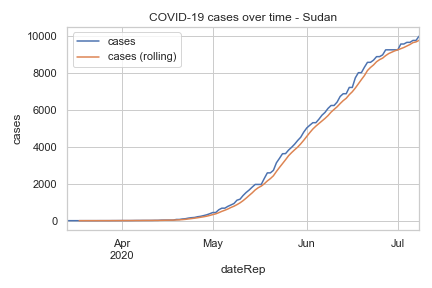 COVID-19 cases over time - Sudan
cases
cases (rolling)
10000
8000
6000
4000
2000
0
cases
Apr
2020
May
Jun
Jul
dateRep